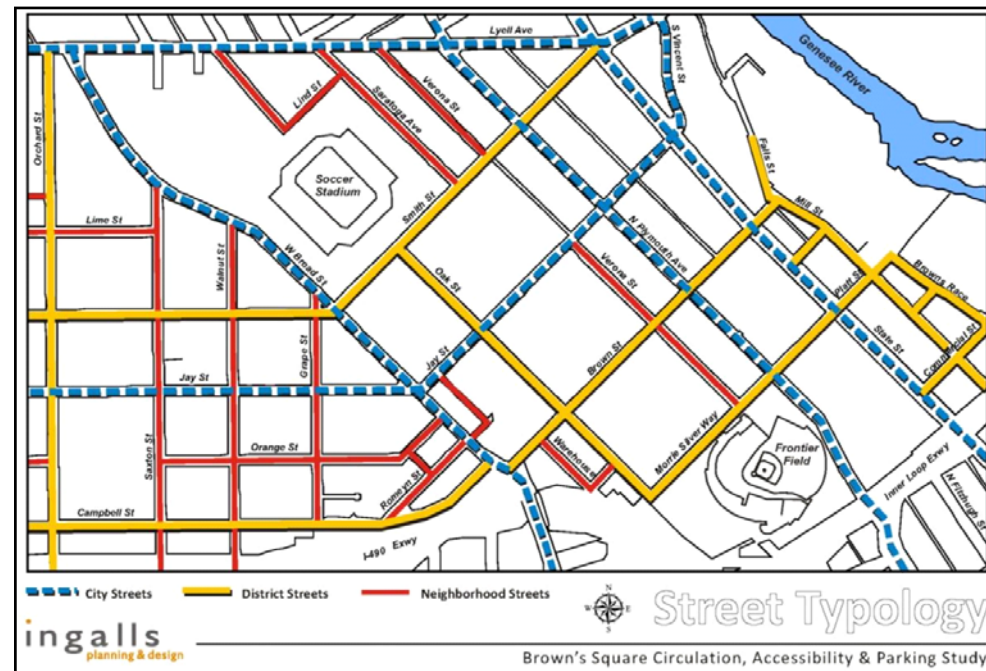 Lyell Ave
S Vincent St
Genesee River
Orchard St
Lind St
Saratoga Ave
Verona St
Soccer
Stadium
Smith St
Falls St
Mill St
Lime St
Walnut St
W Broad St
Oak St
N Plymouth Ave
Verona St
Platt St
Browns Race
Grape St
Jay St
Brown St
State St
Commercial St
Jay St
Saxton St
Orange St
Warehouse
Morrie Silver Way
Frontier
Field
Inner Loop Exwy
N Fitzhugh St
Romeyn St
Campbell St
I-490 Exwy
City Streets
District Streets
Neighborhood Streets
N
W
E
S
Street Typology
ingalls
planning & design
Brown's Square Circulation, Accessibility & Parking Study